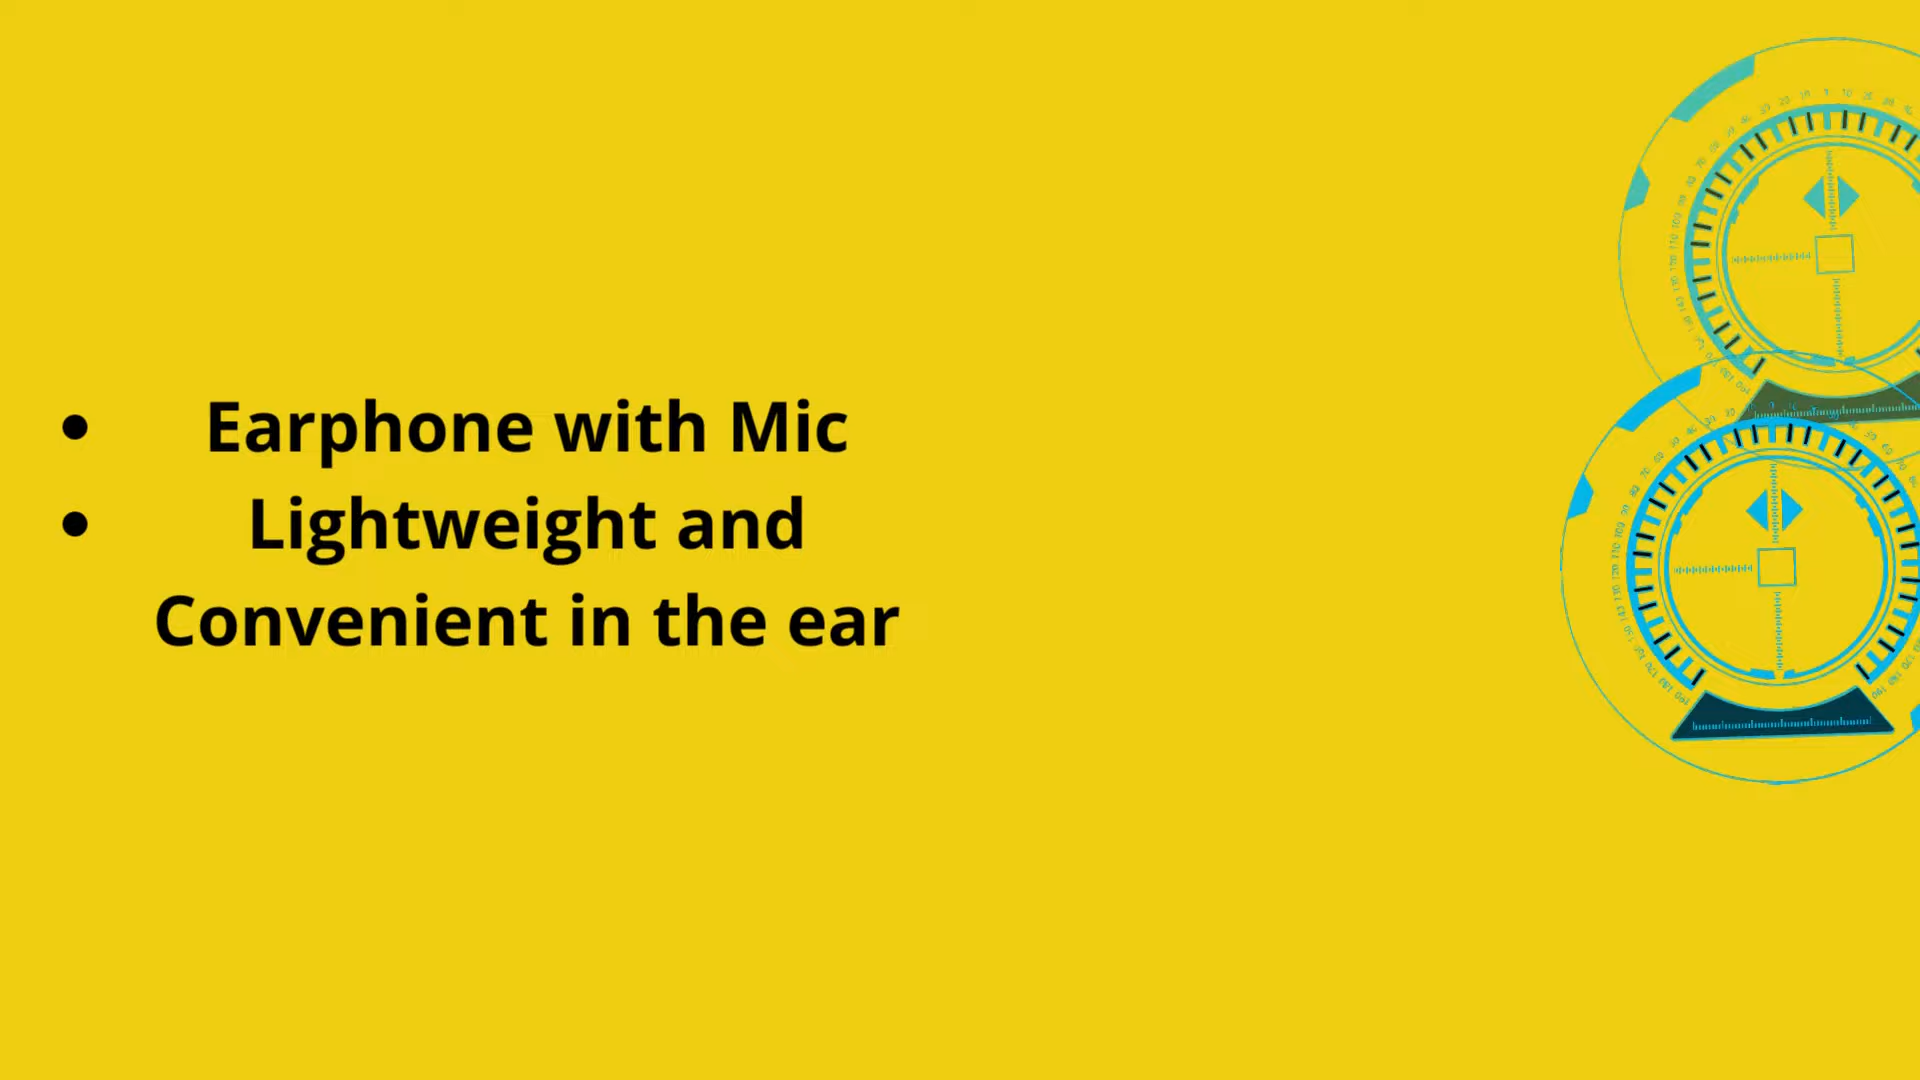 • Earphone with Mic
• Lightweight and
Convenient in the ear